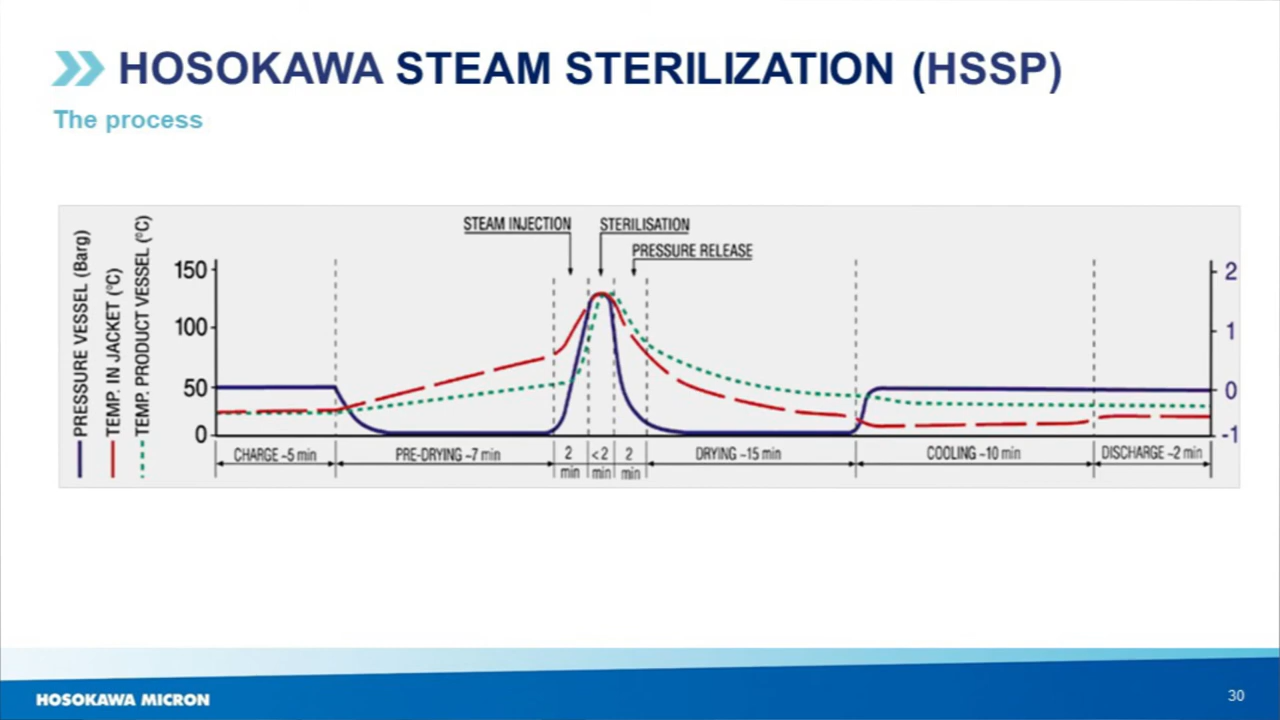 HOSOKAWA STEAM STERILIZATION (HSSP)
The process
PRESSURE VESSEL (Barg)
TEMP. IN JACKET (°C)
TEMP. PRODUCT VESSEL (°C)
STEAM INJECTION
STERILISATION
PRESSURE RELEASE
150
100
50
0
2
1
0
-1
CHARGE ~5 min
PRE-DRYING ~7 min
2
min
<2
min
2
min
DRYING ~15 min
COOLING ~10 min
DISCHARGE ~2 min
HOSOKAWA MICRON
30